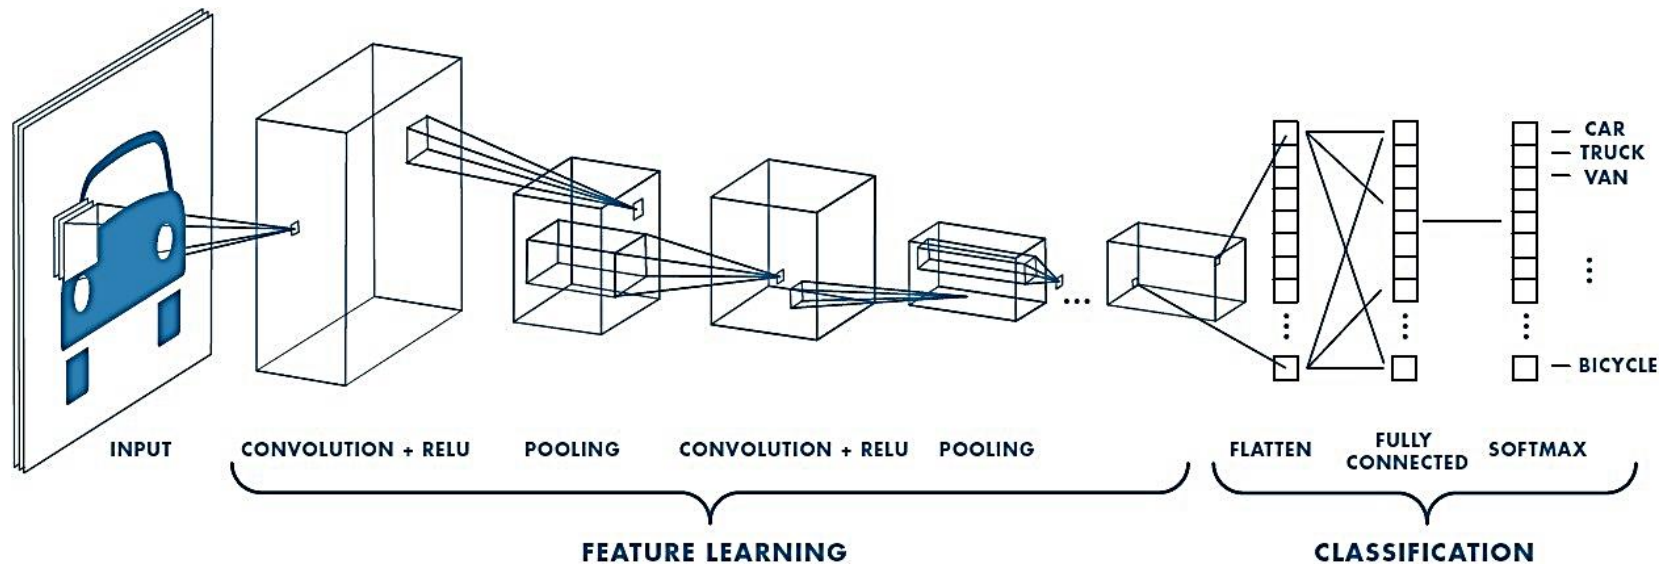 CAR
TRUCK
VAN
BICYCLE
INPUT
CONVOLUTION + RELU
POOLING
CONVOLUTION + RELU
POOLING
FLATTEN
FULLY
CONNECTED
SOFTMAX
FEATURE LEARNING
CLASSIFICATION